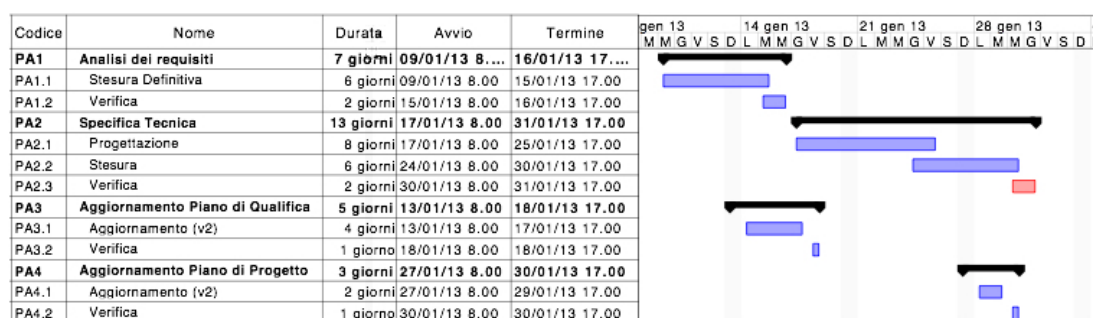 gen 13 14 gen 13 21 gen 13 28 gen 13
Codice Nome Durata Avvio Termine M M G V S D L M M G V S D L M M G V S D L M M G V S D
PA1 Analisi dei requisiti 7 giorni 09/01/13 8.... 16/01/13 17....
PA1.1 Stesura Definitiva 6 giorni 09/01/13 8.00 15/01/13 17.00
PA1.2 Verifica 2 giorni 15/01/13 8.00 16/01/13 17.00
PA2 Specifica Tecnica 13 giorni 17/01/13 8.00 31/01/13 17.00
PA2.1 Progettazione 8 giorni 17/01/13 8.00 25/01/13 17.00
PA2.2 Stesura 6 giorni 24/01/13 8.00 30/01/13 17.00
PA2.3 Verifica 2 giorni 30/01/13 8.00 31/01/13 17.00
PA3 Aggiornamento Piano di Qualifica 5 giorni 13/01/13 8.00 18/01/13 17.00
PA3.1 Aggiornamento (v2) 4 giorni 13/01/13 8.00 17/01/13 17.00
PA3.2 Verifica 1 giorno 18/01/13 8.00 18/01/13 17.00
PA4 Aggiornamento Piano di Progetto 3 giorni 27/01/13 8.00 30/01/13 17.00
PA4.1 Aggiornamento (v2) 2 giorni 27/01/13 8.00 29/01/13 17.00
PA4.2 Verifica 1 giorno 30/01/13 8.00 30/01/13 17.00